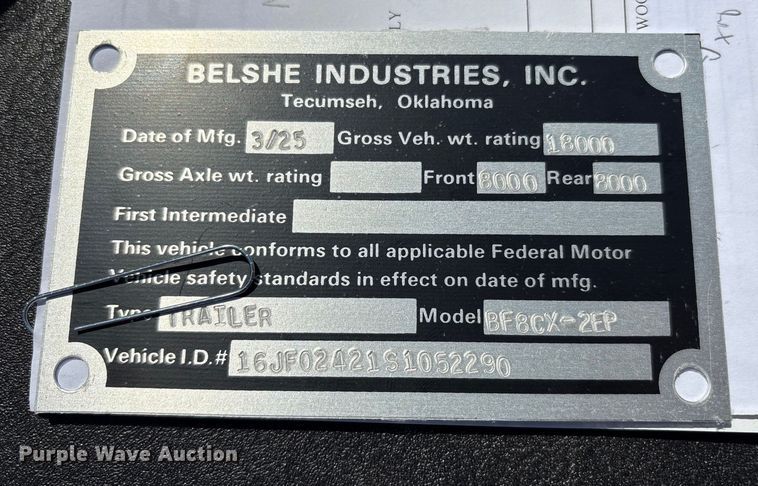 BELSHE INDUSTRIES, INC.
Tecumseh, Oklahoma
Date of Mfg. 3/25 Gross Veh. wt. rating 18000
Gross Axle wt. rating Front 8000 Rear 8000
First Intermediate
This vehicle conforms to all applicable Federal Motor
Vehicle safety standards in effect on date of mfg.
Type TRAILER Model BF8CX-2EP
Vehicle I.D.# 16JF02421S1052290
Purple Wave Auction